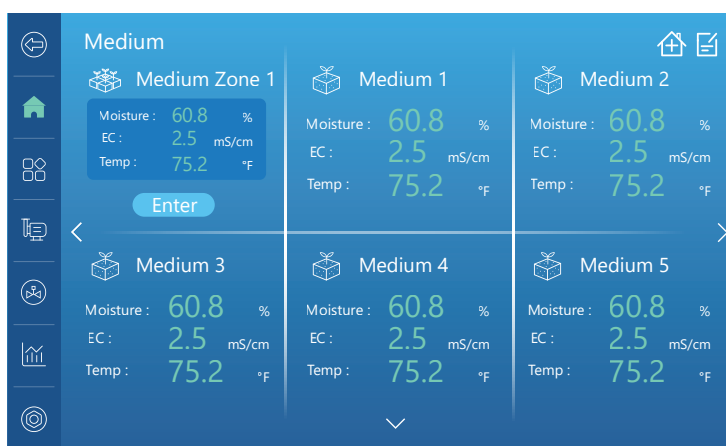 Medium
Medium Zone 1
Moisture : 60.8 %
EC : 2.5 mS/cm
Temp : 75.2 °F
Enter
Medium 1
Moisture : 60.8 %
EC : 2.5 mS/cm
Temp : 75.2 °F
Medium 2
Moisture : 60.8 %
EC : 2.5 mS/cm
Temp : 75.2 °F
Medium 3
Moisture : 60.8 %
EC : 2.5 mS/cm
Temp : 75.2 °F
Medium 4
Moisture : 60.8 %
EC : 2.5 mS/cm
Temp : 75.2 °F
Medium 5
Moisture : 60.8 %
EC : 2.5 mS/cm
Temp : 75.2 °F